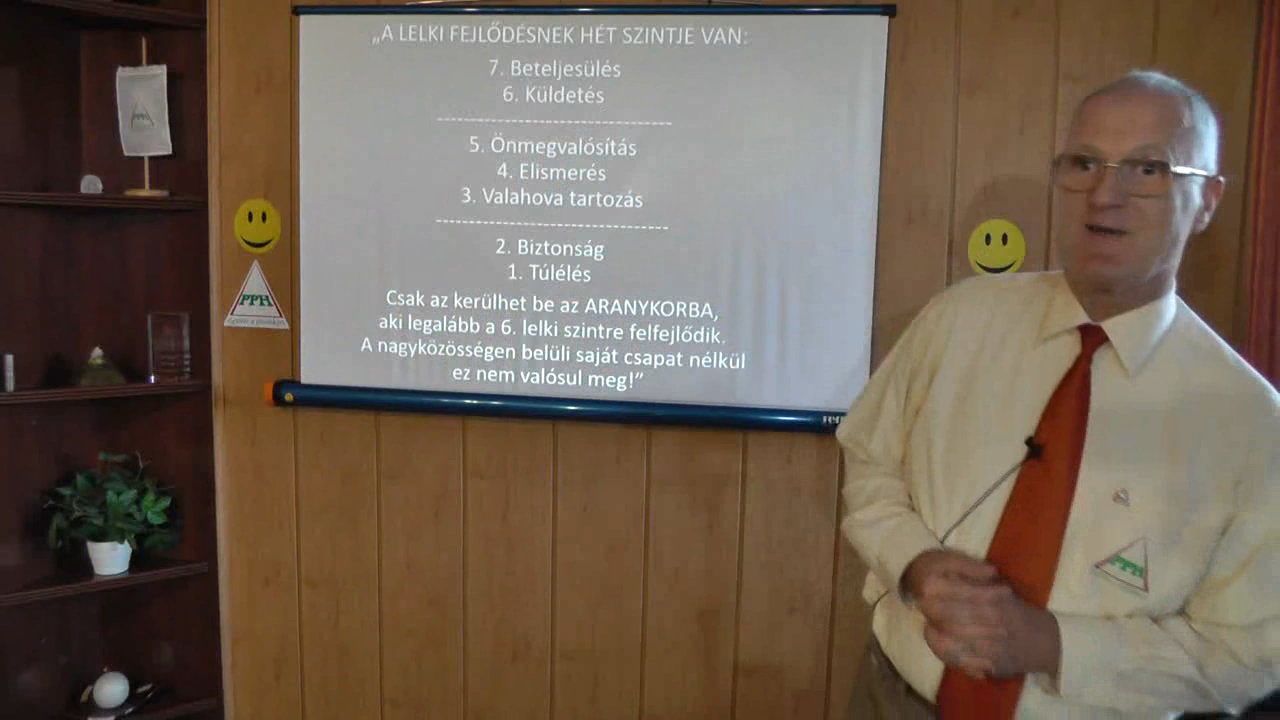 „A LELKI FEJLŐDÉSNEK HÉT SZINTJE VAN:
7. Beteljesülés
6. Küldetés
5. Önmegvalósítás
4. Elismerés
3. Valahova tartozás
2. Biztonság
1. Túlélés
Csak az kerülhet be az ARANYKORBA,
aki legalább a 6. lelki szintre felfejlődik.
A nagyközösségen belüli saját csapat nélkül
ez nem valósul meg!”
PPH
PPH